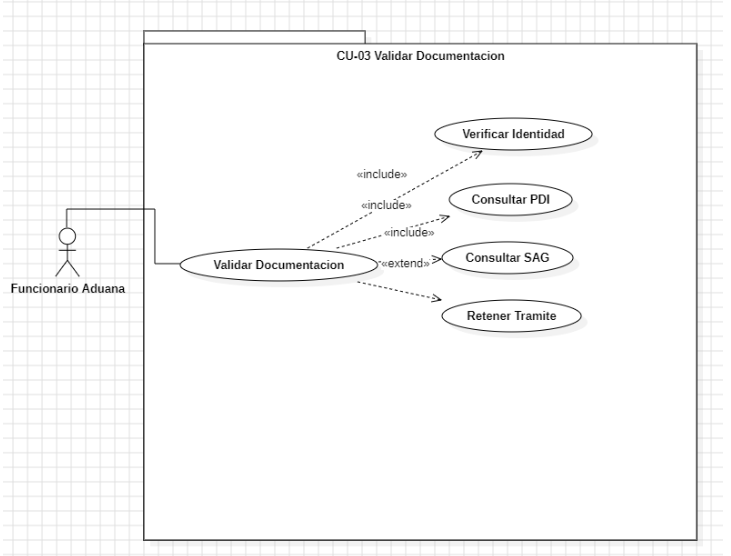 CU-03 Validar Documentacion
Verificar Identidad
«include»
Consultar PDI
«include»
«include»
Consultar SAG
«extend»
Validar Documentacion
Funcionario Aduana
Retener Tramite